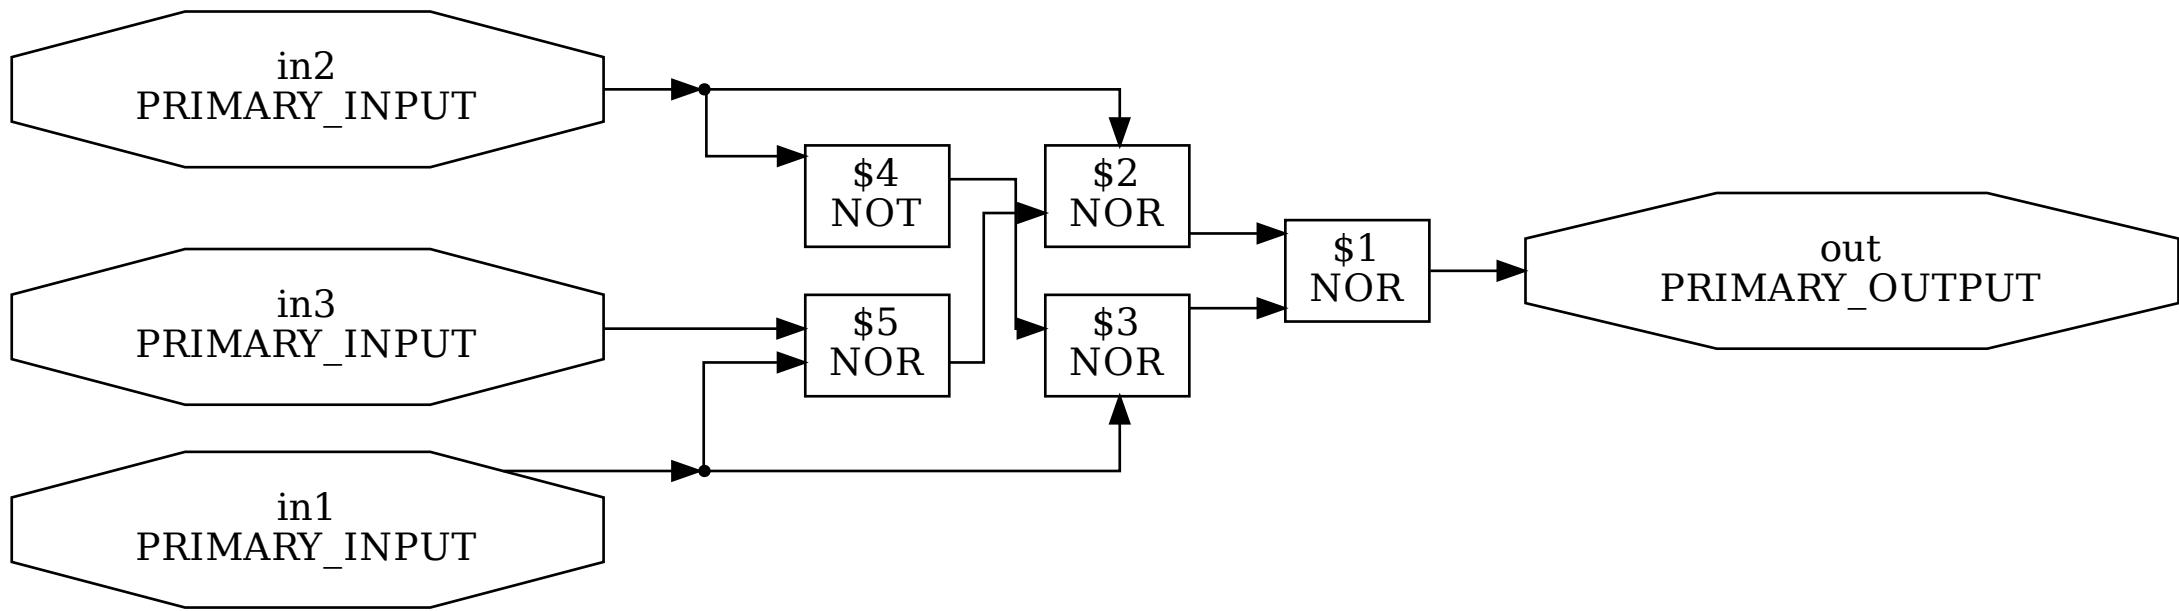 in2
PRIMARY_INPUT
$4
NOT
$2
NOR
$1
NOR
out
PRIMARY_OUTPUT
in3
PRIMARY_INPUT
$5
NOR
$3
NOR
in1
PRIMARY_INPUT